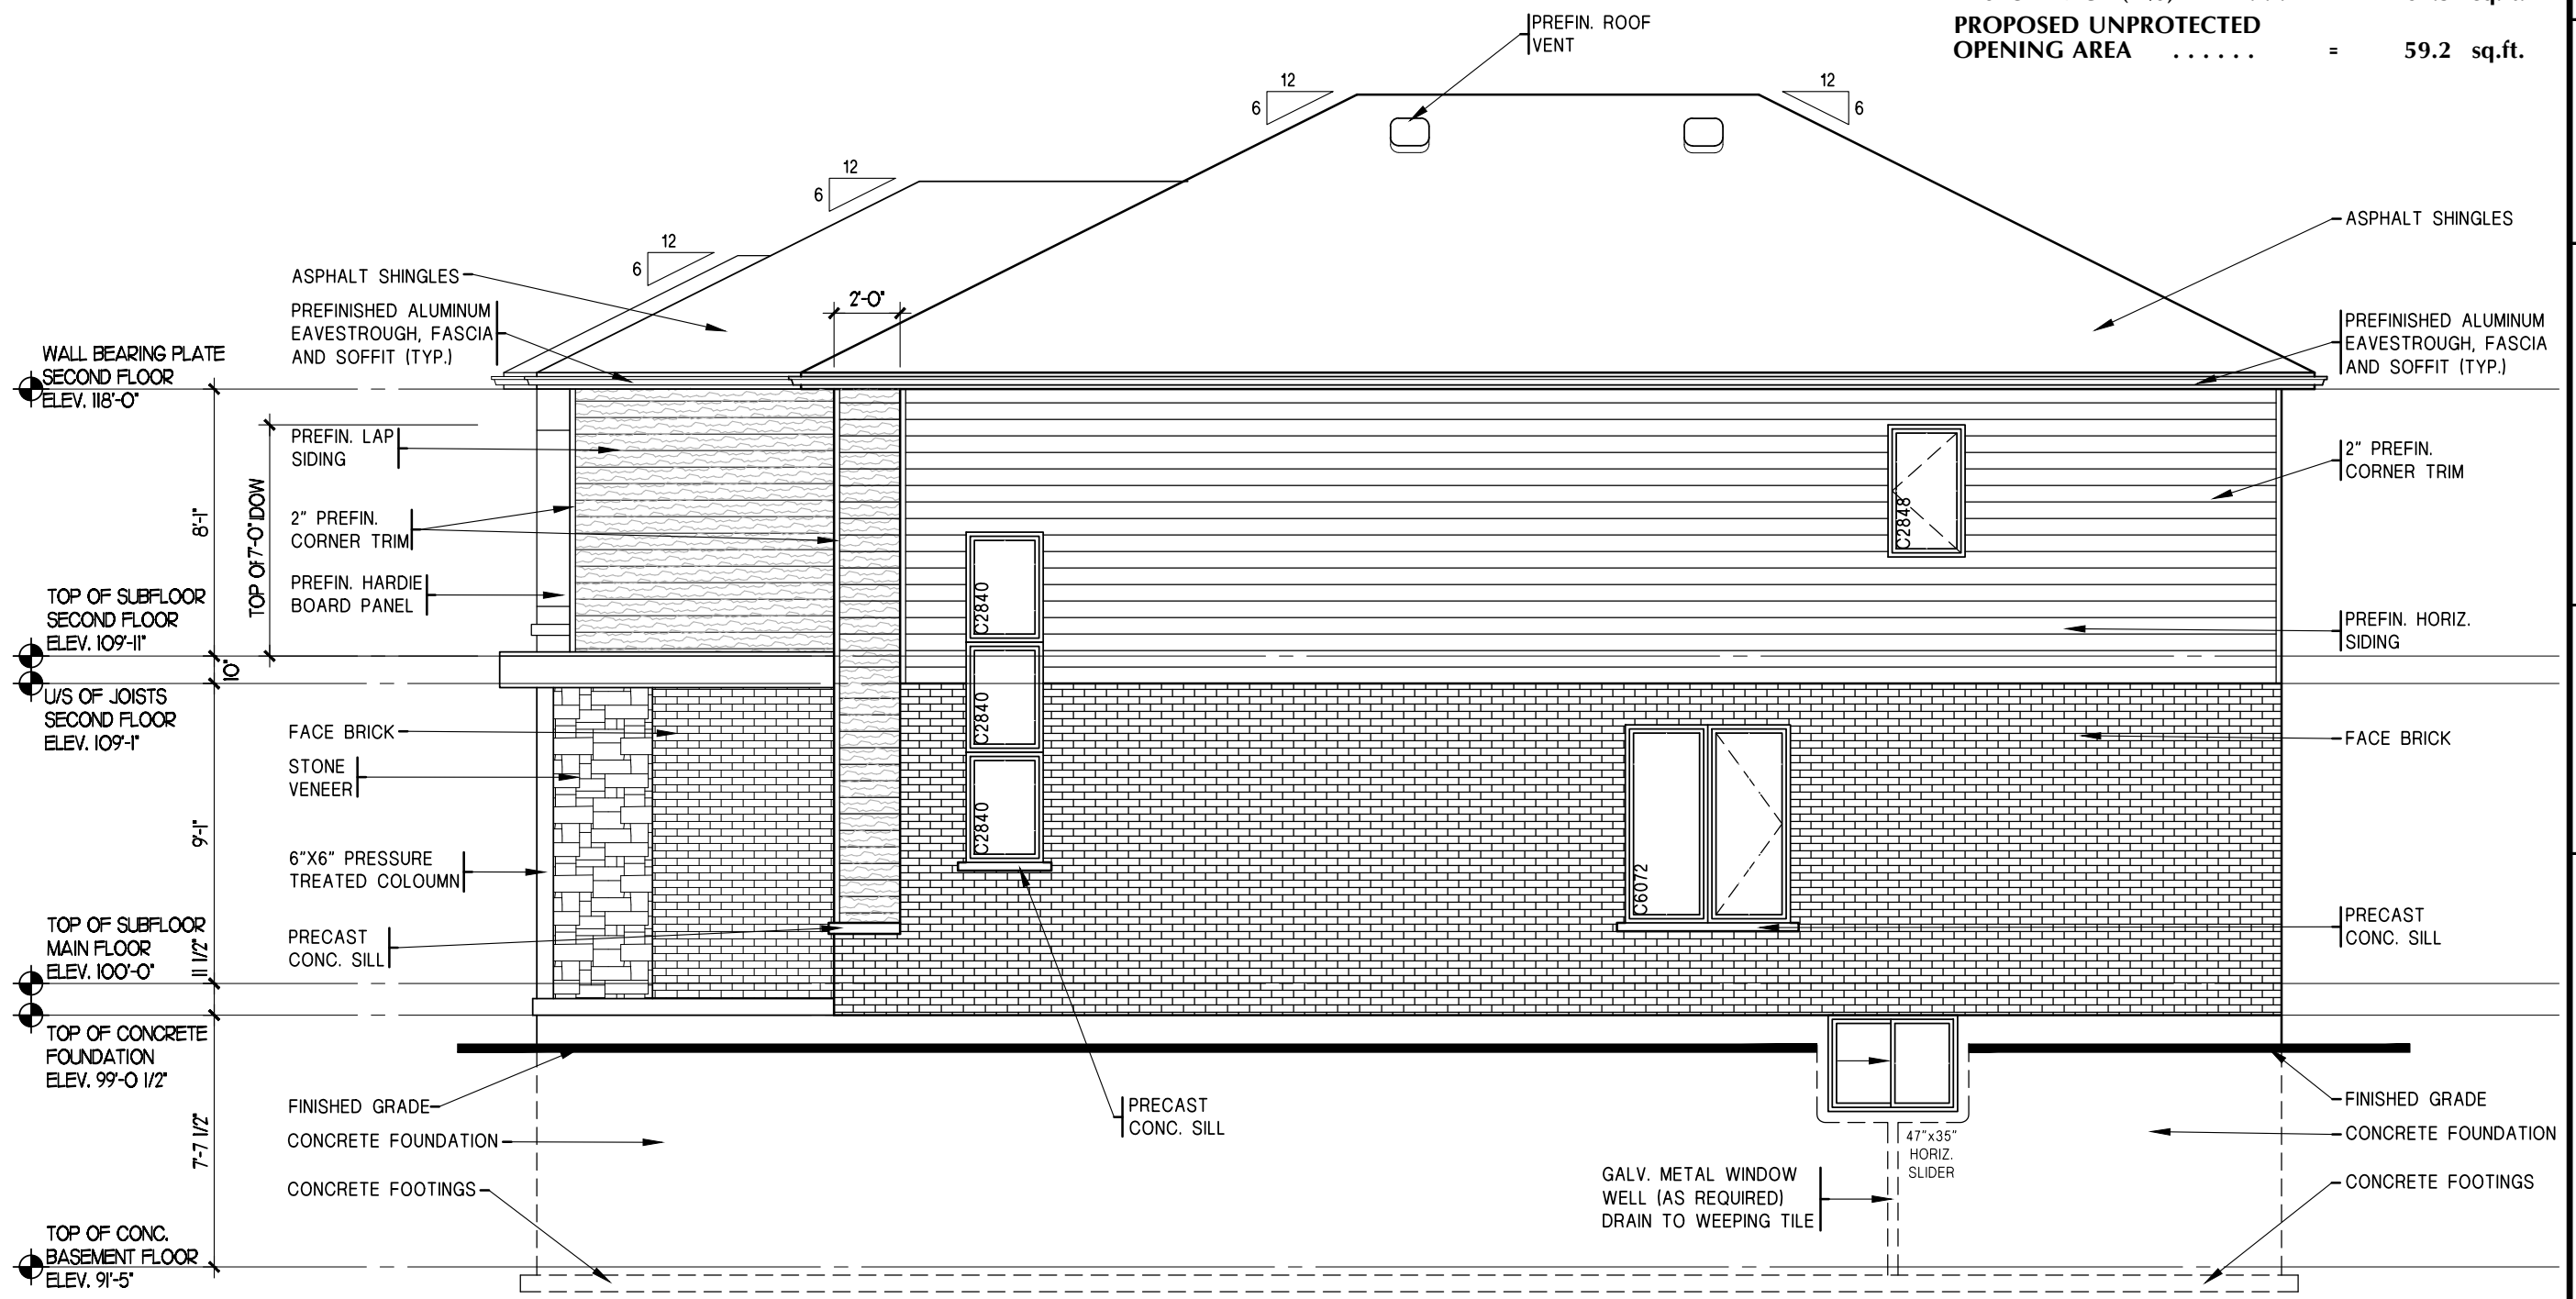 PROPOSED UNPROTECTED
OPENING AREA ...... = 59.2 sq.ft.
PREFIN. ROOF
VENT
12
6
12
6
12
6
12
6
ASPHALT SHINGLES
PREFINISHED ALUMINUM
EAVESTROUGH, FASCIA
AND SOFFIT (TYP.)
2'-0"
ASPHALT SHINGLES
PREFINISHED ALUMINUM
EAVESTROUGH, FASCIA
AND SOFFIT (TYP.)
WALL BEARING PLATE
SECOND FLOOR
ELEV. 118'-0"
8'-1"
TOP OF 7'-0" IDOW
PREFIN. LAP
SIDING
2" PREFIN.
CORNER TRIM
PREFIN. HARDIE
BOARD PANEL
C2848
C2840
C2840
C2840
2" PREFIN.
CORNER TRIM
PREFIN. HORIZ.
SIDING
TOP OF SUBFLOOR
SECOND FLOOR
ELEV. 109'-11"
10"
U/S OF JOISTS
SECOND FLOOR
ELEV. 109'-1"
9'-1"
FACE BRICK
STONE
VENEER
6"X6" PRESSURE
TREATED COLOUMN
PRECAST
CONC. SILL
C6072
FACE BRICK
PRECAST
CONC. SILL
TOP OF SUBFLOOR
MAIN FLOOR
ELEV. 100'-0"
11 1/2"
TOP OF CONCRETE
FOUNDATION
ELEV. 99'-0 1/2"
7'-7 1/2"
FINISHED GRADE
CONCRETE FOUNDATION
CONCRETE FOOTINGS
PRECAST
CONC. SILL
47"x35"
HORIZ.
SLIDER
GALV. METAL WINDOW
WELL (AS REQUIRED)
DRAIN TO WEEPING TILE
FINISHED GRADE
CONCRETE FOUNDATION
CONCRETE FOOTINGS
TOP OF CONC.
BASEMENT FLOOR
ELEV. 91'-5"